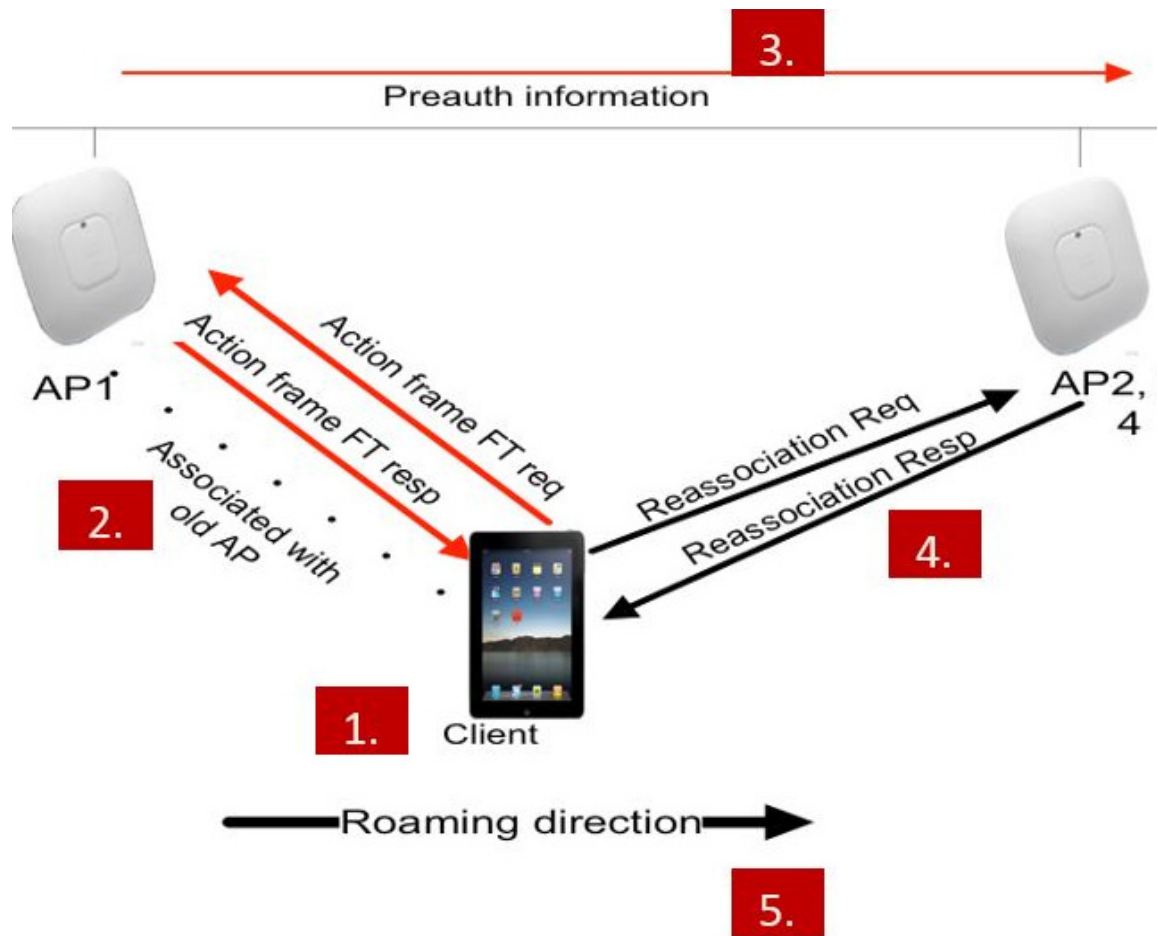 3.
Preauth information
AP1
AP2,
4
Action frame FT req
Action frame FT resp
Associated with
old AP
2.
Reassociation Req
Reassociation Resp
4.
1.
Client
Roaming direction
5.